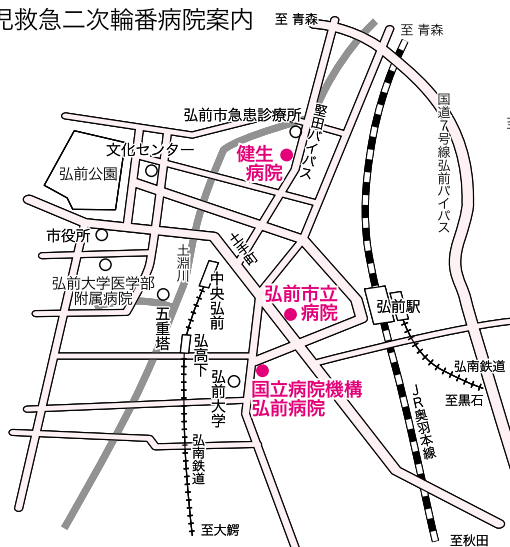 児救急二次輪番病院案内
至 青森
至 青森
国道7号線弘前バイパス
弘前市急患診療所
堅田バイパス
文化センター
健生
病院
弘前公園
市役所
土手町
土淵川
弘前大学医学部
附属病院
中央弘前
弘前市立
病院
弘前駅
五重塔
弘高下
弘南鉄道
至黒石
弘前大学
国立病院機構
弘前病院
JR奥羽本線
弘南鉄道
至大鰐
至秋田